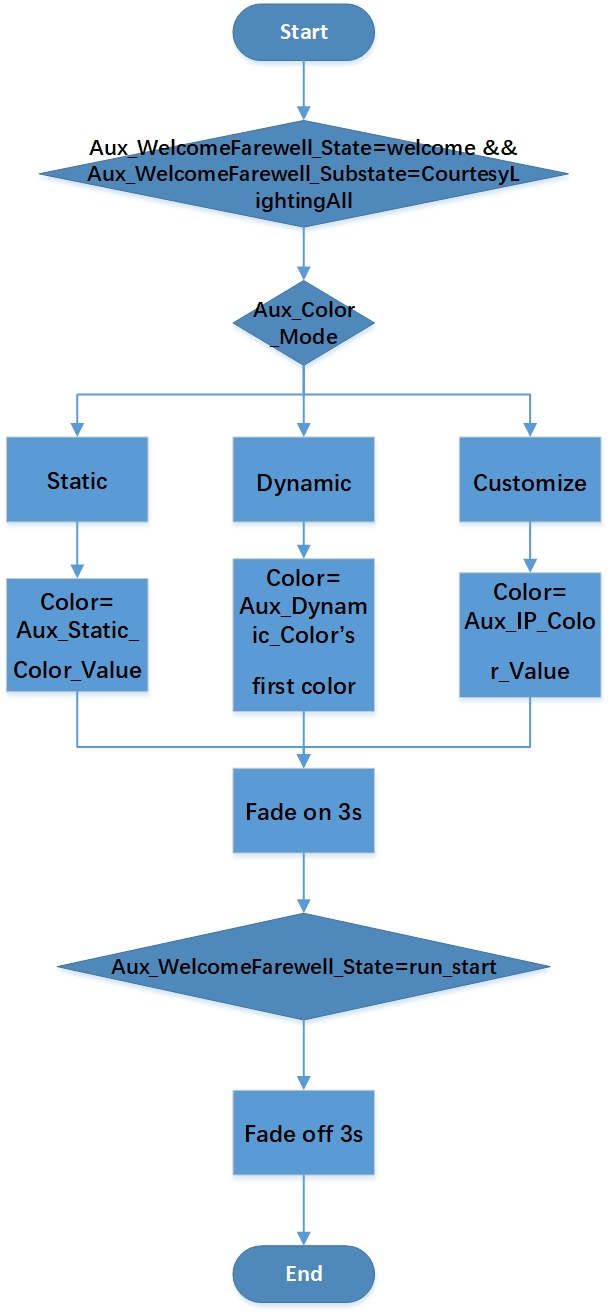 Start
Aux_WelcomeFarewell_State=welcome &&
Aux_WelcomeFarewell_Substate=CourtesyL
ightingAll
Aux_Color
_Mode
Static
Dynamic
Customize
Color=
Aux_Static_
Color_Value
Color=
Aux_Dynam
ic_Color’s
first color
Color=
Aux_IP_Colo
r_Value
Fade on 3s
Aux_WelcomeFarewell_State=run_start
Fade off 3s
End